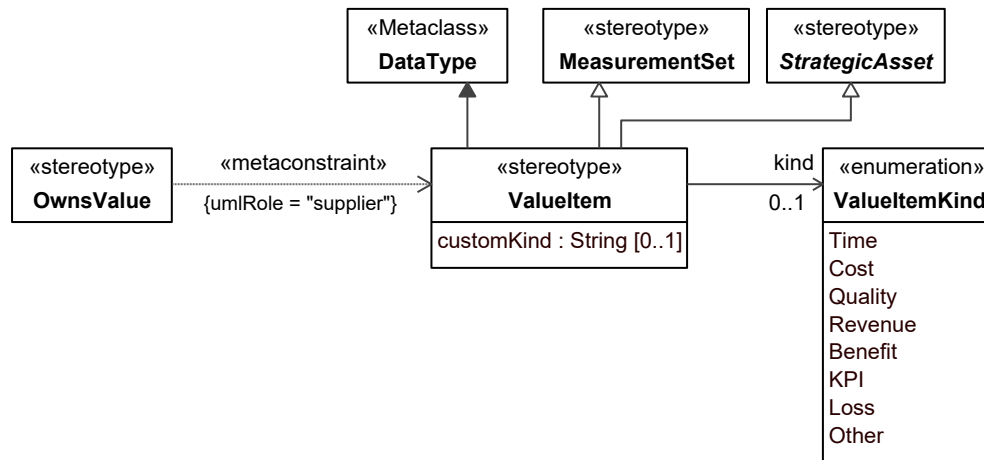 «Metaclass»
DataType
«stereotype»
MeasurementSet
«stereotype»
StrategicAsset
«stereotype»
OwnsValue
«metaconstraint»
{umlRole = "supplier"}
«stereotype»
ValueItem
customKind : String [0..1]
kind
0..1
«enumeration»
ValueItemKind
Time
Cost
Quality
Revenue
Benefit
KPI
Loss
Other